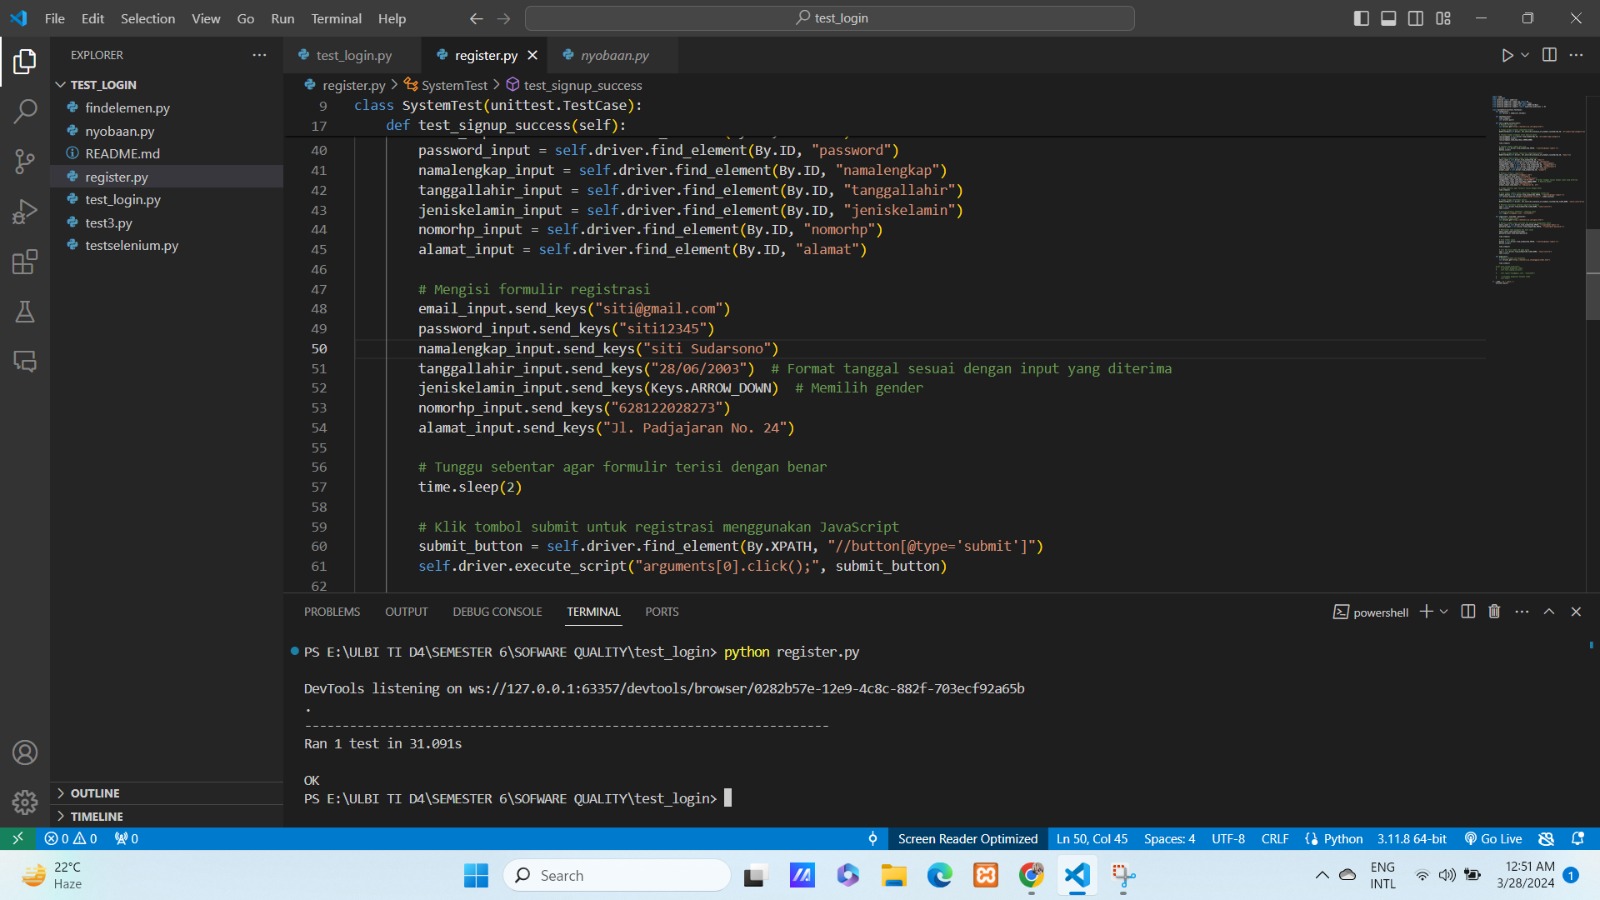 File Edit Selection View Go Run Terminal Help
test_login
EXPLORER
TEST_LOGIN
findelemen.py
nyobaan.py
README.md
register.py
test_login.py
test3.py
testselenium.py
OUTLINE
TIMELINE
test_login.py
register.py
nyobaan.py
register.py > SystemTest > test_signup_success
9 class SystemTest(unittest.TestCase):
17 def test_signup_success(self):
40 password_input = self.driver.find_element(By.ID, "password")
41 namalengkap_input = self.driver.find_element(By.ID, "namalengkap")
42 tanggallahir_input = self.driver.find_element(By.ID, "tanggallahir")
43 jeniskelamin_input = self.driver.find_element(By.ID, "jeniskelamin")
44 nomorhp_input = self.driver.find_element(By.ID, "nomorhp")
45 alamat_input = self.driver.find_element(By.ID, "alamat")
46
47 # Mengisi formulir registrasi
48 email_input.send_keys("siti@gmail.com")
49 password_input.send_keys("siti12345")
50 namalengkap_input.send_keys("siti Sudarsono")
51 tanggallahir_input.send_keys("28/06/2003") # Format tanggal sesuai dengan input yang diterima
52 jeniskelamin_input.send_keys(Keys.ARROW_DOWN) # Memilih gender
53 nomorhp_input.send_keys("628122028273")
54 alamat_input.send_keys("Jl. Padjajaran No. 24")
55
56 # Tunggu sebentar agar formulir terisi dengan benar
57 time.sleep(2)
58
59 # Klik tombol submit untuk registrasi menggunakan JavaScript
60 submit_button = self.driver.find_element(By.XPATH, "//button[@type='submit']")
61 self.driver.execute_script("arguments[0].click();", submit_button)
62
PROBLEMS OUTPUT DEBUG CONSOLE TERMINAL PORTS
powershell
PS E:\ULBI TI D4\SEMESTER 6\SOFWARE QUALITY\test_login> python register.py
DevTools listening on ws://127.0.0.1:63357/devtools/browser/0282b57e-12e9-4c8c-882f-703ecf92a65b
.
----------------------------------------------------------------------
Ran 1 test in 31.091s
OK
PS E:\ULBI TI D4\SEMESTER 6\SOFWARE QUALITY\test_login>
0 0 0
Screen Reader Optimized Ln 50, Col 45 Spaces: 4 UTF-8 CRLF Python 3.11.8 64-bit Go Live
22°C
Haze
Search
ENG
INTL
12:51 AM
3/28/2024
1